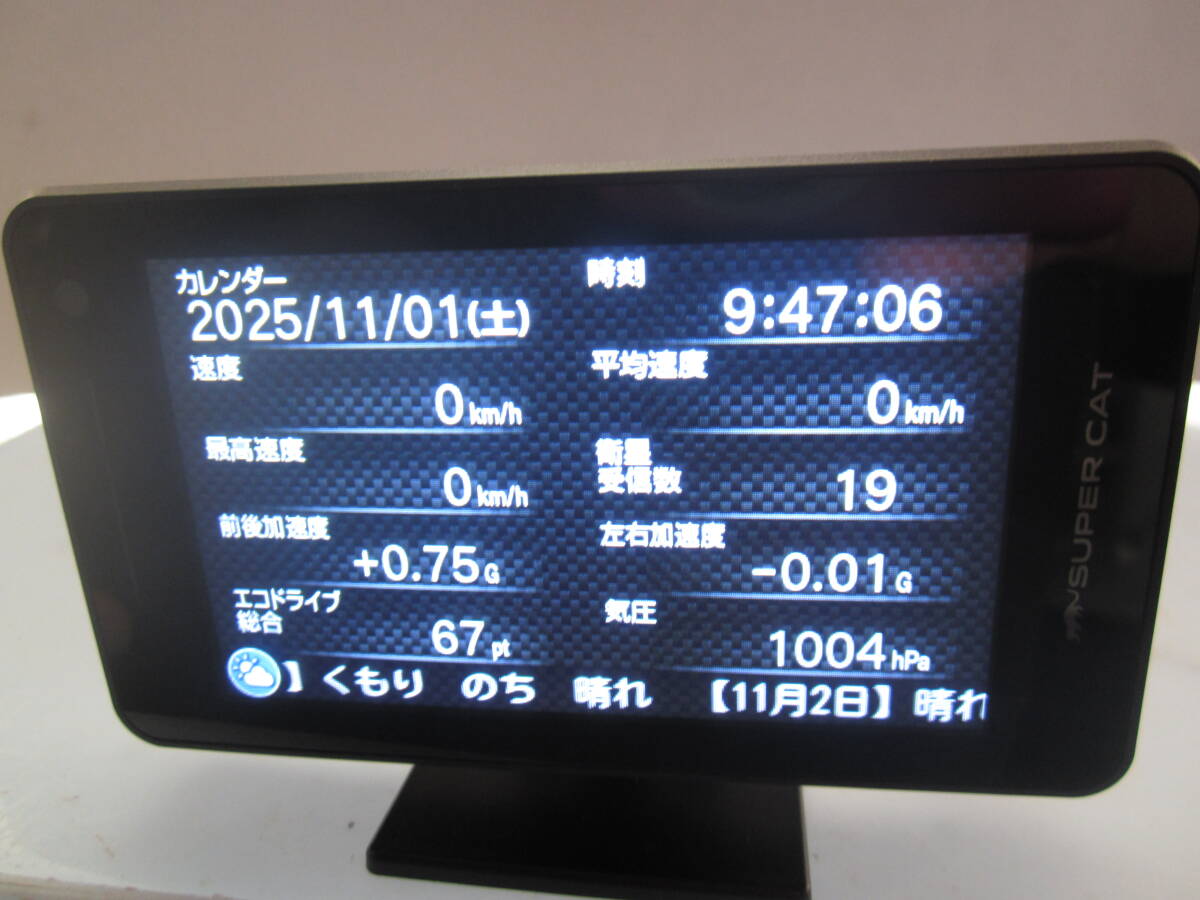 カレンダー
2025/11/01(土)
時刻
9:47:06
速度
0km/h
平均速度
0km/h
最高速度
0km/h
衛星
受信数
19
前後加速度
+0.75G
左右加速度
-0.01G
エコドライブ
総合
67pt
気圧
1004hPa
】くもり のち 晴れ 【11月2日】晴れ
SUPER CAT